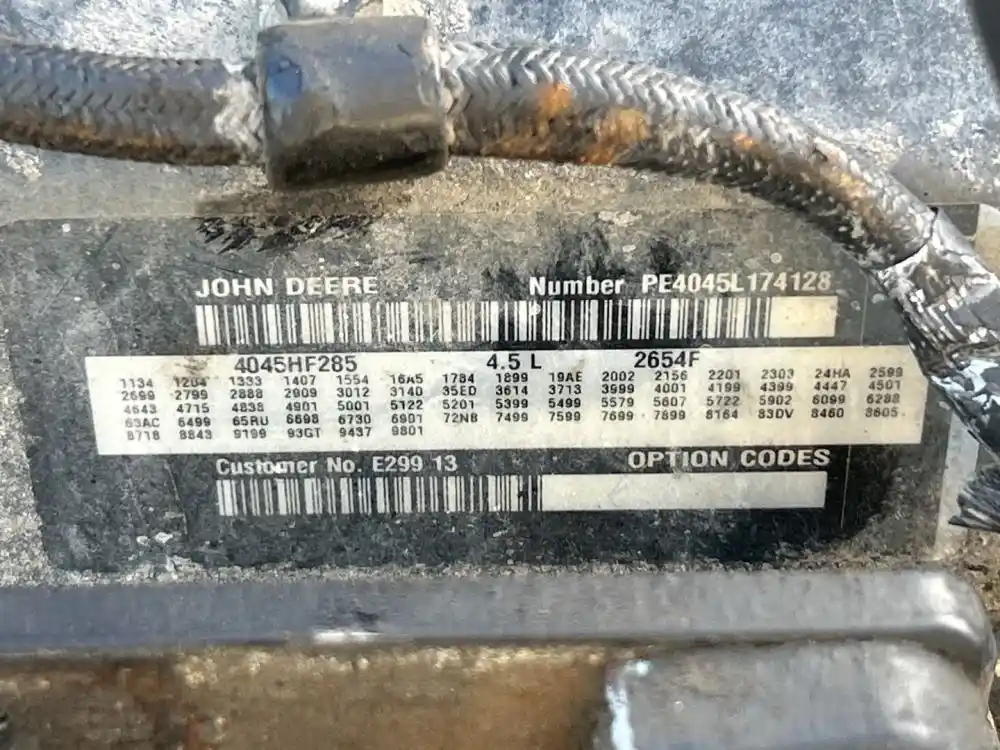 JOHN DEERE Number PE4045L174128
4045HF285 4.5 L 2654F
1134 1204 1333 1407 1554 16A5 1784 1899 19AE 2002 2156 2201 2303 24HA 2599
2699 2799 2888 2909 3012 3140 35ED 3614 3713 3999 4001 4199 4399 4447 4501
4643 4715 4838 4901 5001 5122 5201 5399 5499 5579 5607 5722 5902 6099 6288
63AC 6499 65RU 6698 6730 6901 72NB 7499 7599 7699 7899 8164 83DV 8460 8605
8718 8843 9199 93GT 9437 9801
Customer No. E299 13 OPTION CODES